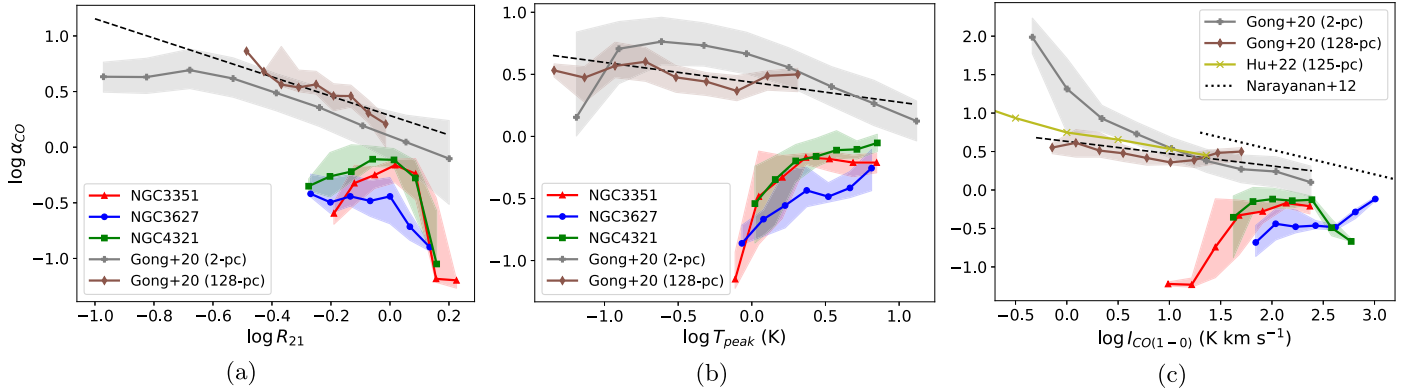 log α_CO
1.0
0.5
0.0
−0.5
−1.0
NGC3351
NGC3627
NGC4321
Gong+20 (2-pc)
Gong+20 (128-pc)
−1.0 −0.8 −0.6 −0.4 −0.2 0.0 0.2
log R_21
(a)
1.0
0.5
0.0
−0.5
−1.0
NGC3351
NGC3627
NGC4321
Gong+20 (2-pc)
Gong+20 (128-pc)
−1.0 −0.5 0.0 0.5 1.0
log T_peak (K)
(b)
2.0
1.5
1.0
0.5
0.0
−0.5
−1.0
Gong+20 (2-pc)
Gong+20 (128-pc)
Hu+22 (125-pc)
Narayanan+12
−0.5 0.0 0.5 1.0 1.5 2.0 2.5 3.0
log I_CO(1−0) (K km s⁻¹)
(c)